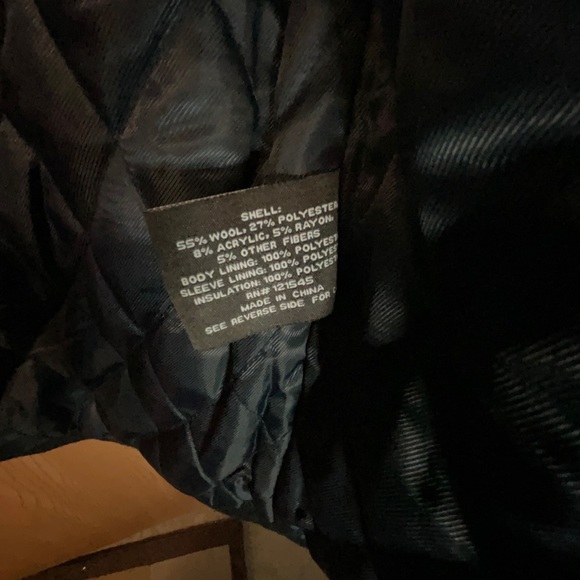 SHELL:
55% WOOL, 27% POLYESTER
8% ACRYLIC, 5% RAYON,
5% OTHER FIBERS
BODY LINING: 100% POLYEST
SLEEVE LINING: 100% POLYES
INSULATION: 100% POLYES
RN# 121545
MADE IN CHINA
SEE REVERSE SIDE FOR